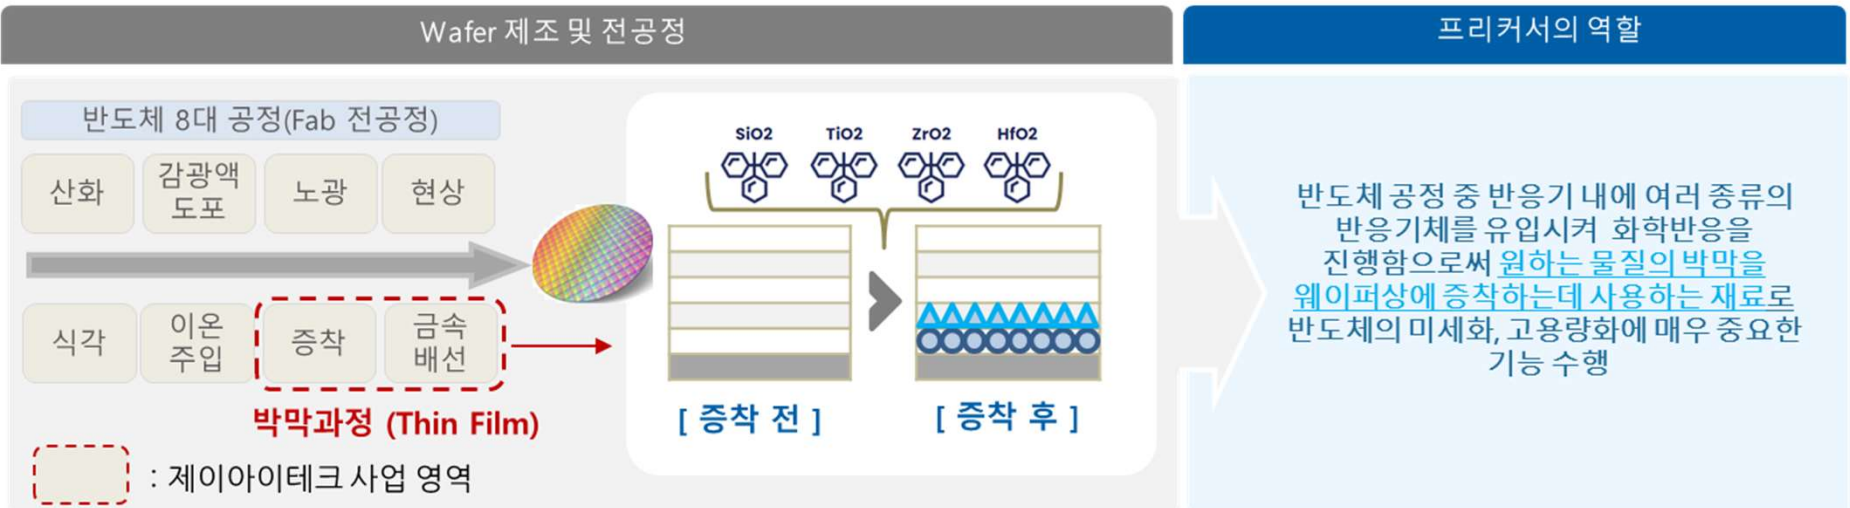 Wafer 제조 및 전공정
프리커서의 역할
반도체 8대 공정(Fab 전공정)
산화
감광액
도포
노광
현상
식각
이온
주입
증착
금속
배선
박막과정 (Thin Film)
: 제이아이테크 사업 영역
SiO2
TiO2
ZrO2
HfO2
[ 증착 전 ]
[ 증착 후 ]
반도체 공정 중 반응기 내에 여러 종류의
반응기체를 유입시켜 화학반응을
진행함으로써 원하는 물질의 박막을
웨이퍼상에 증착하는데 사용하는 재료로
반도체의 미세화, 고용량화에 매우 중요한
기능 수행